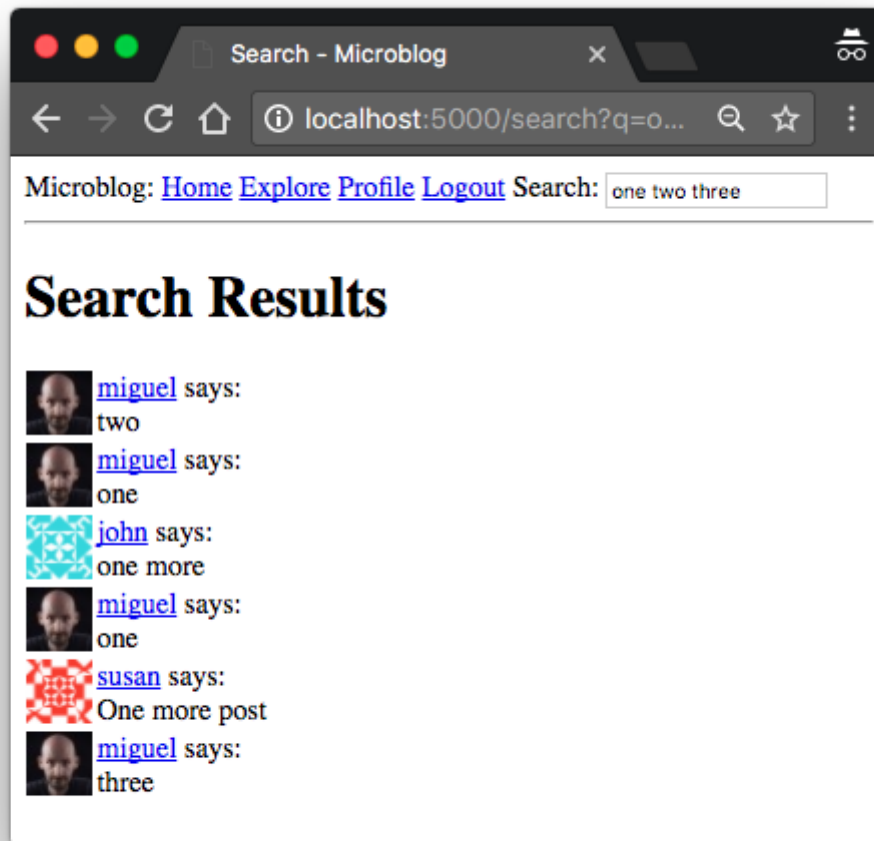 Search - Microblog
localhost:5000/search?q=o...
Microblog: Home Explore Profile Logout Search: one two three
Search Results
miguel says:
two
miguel says:
one
john says:
one more
miguel says:
one
susan says:
One more post
miguel says:
three